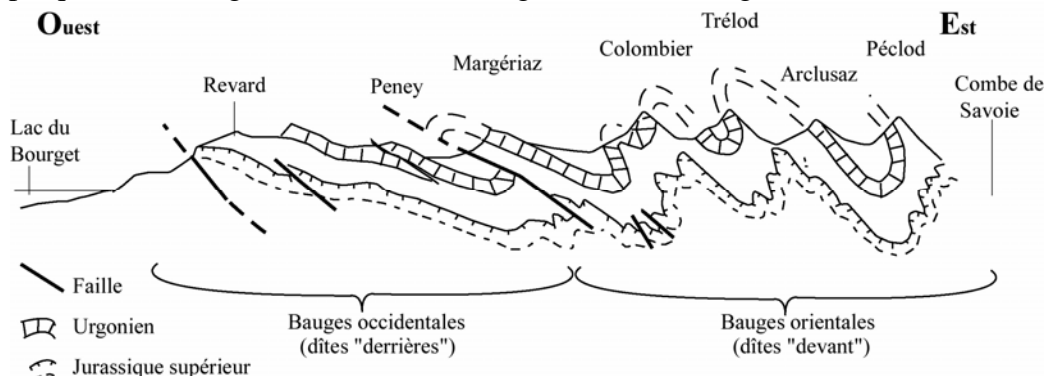 Ouest
Est
Trélod
Colombier
Péclod
Margériaz
Arclusaz
Combe de
Savoie
Peney
Revard
Lac du
Bourget
Faille
Urgonien
Jurassique supérieur
Bauges occidentales
(dîtes "derrières")
Bauges orientales
(dîtes "devant")